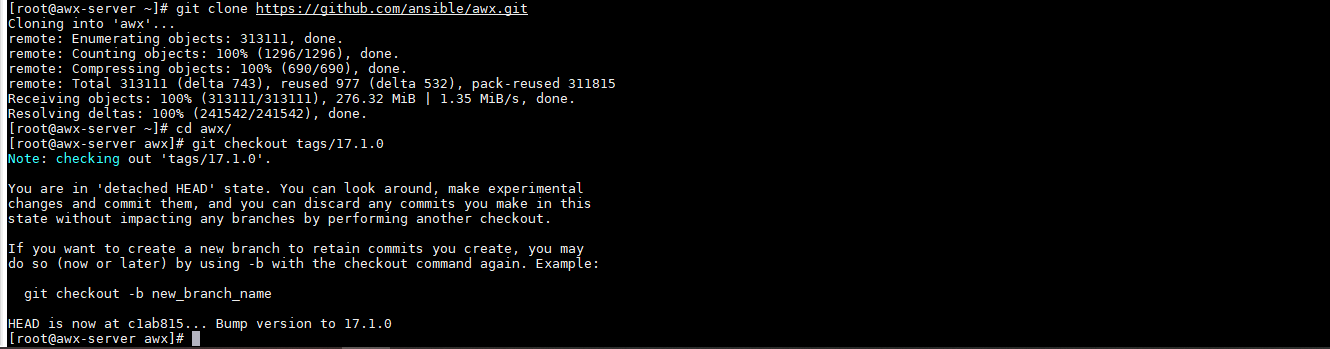 [root@awx-server ~]# git clone https://github.com/ansible/awx.git
Cloning into 'awx'...
remote: Enumerating objects: 313111, done.
remote: Counting objects: 100% (1296/1296), done.
remote: Compressing objects: 100% (690/690), done.
remote: Total 313111 (delta 743), reused 977 (delta 532), pack-reused 311815
Receiving objects: 100% (313111/313111), 276.32 MiB | 1.35 MiB/s, done.
Resolving deltas: 100% (241542/241542), done.
[root@awx-server ~]# cd awx/
[root@awx-server awx]# git checkout tags/17.1.0
Note: checking out 'tags/17.1.0'.
You are in 'detached HEAD' state. You can look around, make experimental
changes and commit them, and you can discard any commits you make in this
state without impacting any branches by performing another checkout.
If you want to create a new branch to retain commits you create, you may
do so (now or later) by using -b with the checkout command again. Example:
git checkout -b new_branch_name
HEAD is now at c1ab815... Bump version to 17.1.0
[root@awx-server awx]#